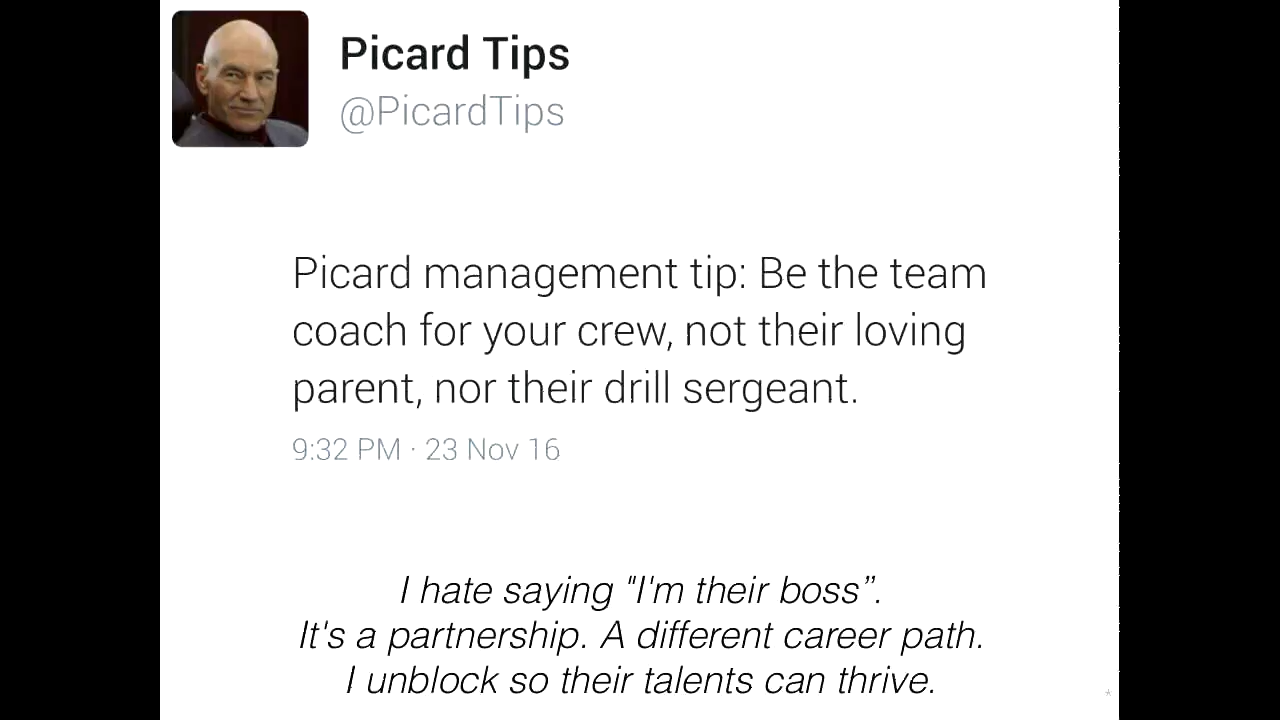 Picard Tips
@PicardTips
Picard management tip: Be the team
coach for your crew, not their loving
parent, nor their drill sergeant.
9:32 PM · 23 Nov 16
I hate saying "I'm their boss”.
It's a partnership. A different career path.
I unblock so their talents can thrive.
*